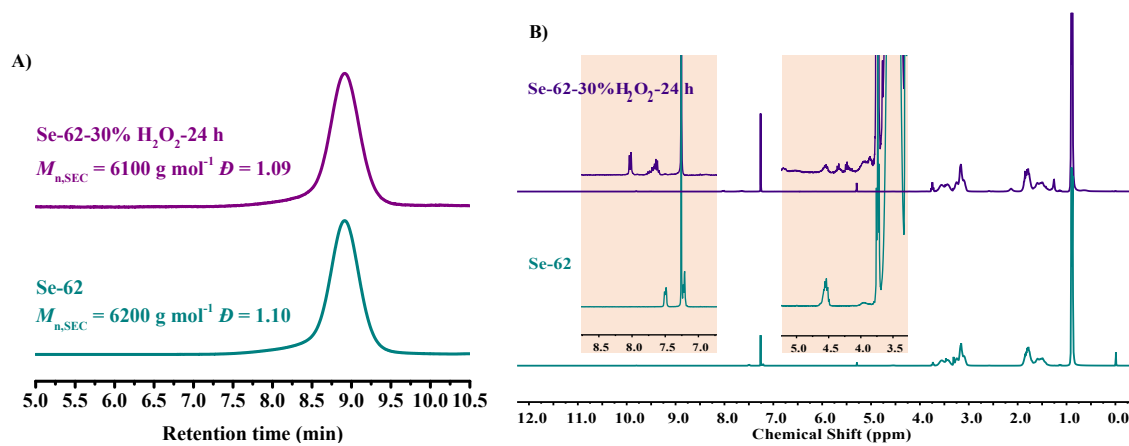 A)
Se-62-30% H₂O₂-24 h
Mn,SEC = 6100 g mol⁻¹ Đ = 1.09
Se-62
Mn,SEC = 6200 g mol⁻¹ Đ = 1.10
5.0 5.5 6.0 6.5 7.0 7.5 8.0 8.5 9.0 9.5 10.0 10.5
Retention time (min)
B)
Se-62-30%H₂O₂-24 h
Se-62
8.5 8.0 7.5 7.0
5.0 4.5 4.0 3.5
12.0 11.0 10.0 9.0 8.0 7.0 6.0 5.0 4.0 3.0 2.0 1.0 0.0
Chemical Shift (ppm)